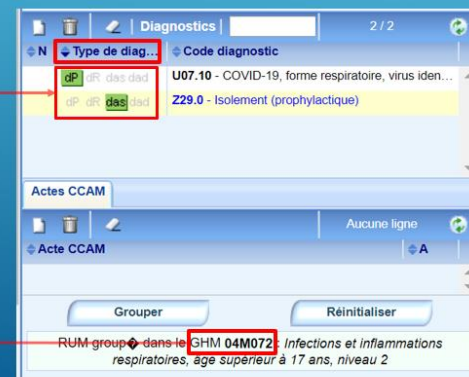 Diagnostics | 2 / 2
N Type de diag... Code diagnostic
dP dR das dad U07.10 - COVID-19, forme respiratoire, virus iden...
dP dR das dad Z29.0 - Isolement (prophylactique)
Actes CCAM
Aucune ligne
Acte CCAM A
Grouper Réinitialiser
RUM group� dans le GHM 04M072 : Infections et inflammations
respiratoires, âge supérieur à 17 ans, niveau 2